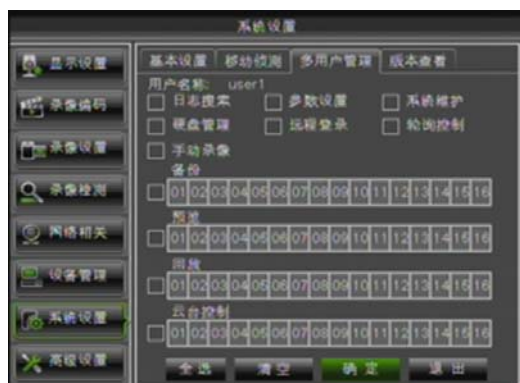 系统设置
显示设置
录像编码
录像设置
录像检测
网络相关
设备管理
系统设置
高级设置
基本设置 移动侦测 多用户管理 版本查看
用户名称: user1
日志搜索 参数设置 系统维护
硬盘管理 远程登录 轮询控制
手动录像
备份
01 02 03 04 05 06 07 08 09 10 11 12 13 14 15 16
预览
01 02 03 04 05 06 07 08 09 10 11 12 13 14 15 16
回放
01 02 03 04 05 06 07 08 09 10 11 12 13 14 15 16
云台控制
01 02 03 04 05 06 07 08 09 10 11 12 13 14 15 16
全选 清空 确定 退出